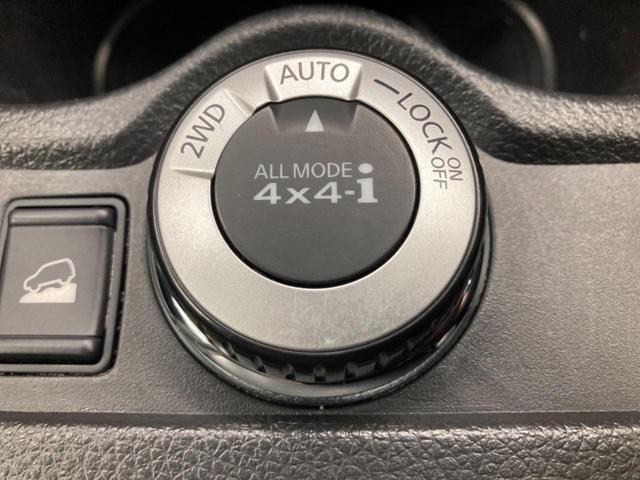 2WD
AUTO
LOCK
ON
OFF
ALL MODE
4x4-i